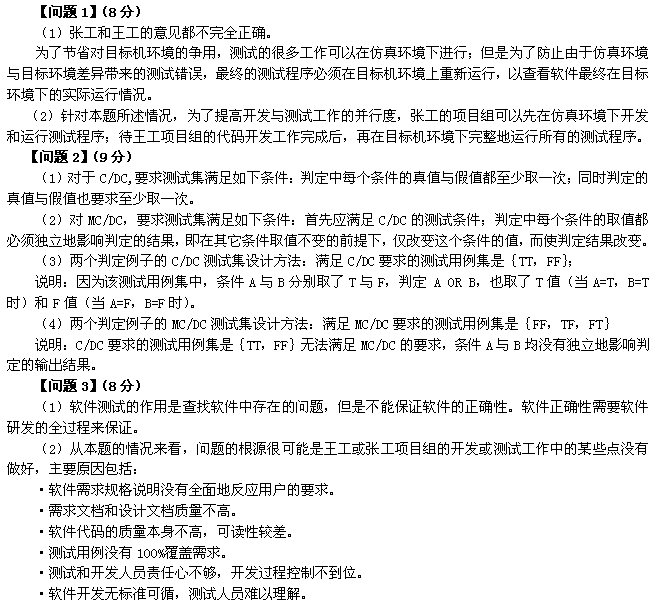 【问题 1】(8 分)
（1）张工和王工的意见都不完全正确。
为了节省对目标机环境的争用，测试的很多工作可以在仿真环境下进行；但是为了防止由于仿真环境
与目标环境差异带来的测试错误，最终的测试程序必须在目标机环境上重新运行，以查看软件最终在目标
环境下的实际运行情况。
（2）针对本题所述情况，为了提高开发与测试工作的并行度，张工的项目组可以先在仿真环境下开发
和运行测试程序；待王工项目组的代码开发工作完成后，再在目标机环境下完整地运行所有的测试程序。
【问题 2】(9 分)
（1）对于 C/DC,要求测试集满足如下条件：判定中每个条件的真值与假值都至少取一次；同时判定的
真值与假值也要求至少取一次。
（2）对 MC/DC，要求测试集满足如下条件：首先应满足 C/DC 的测试条件；判定中每个条件的取值都
必须独立地影响判定的结果，即在其它条件取值不变的前提下，仅改变这个条件的值，而使判定结果改变。
（3）两个判定例子的 C/DC 测试集设计方法：满足 C/DC 要求的测试用例集是｛TT，FF｝；
说明：因为该测试用例集中，条件 A 与 B 分别取了 T 与 F，判定 A OR B，也取了 T 值（当 A=T，B=T
时）和 F 值（当 A=F，B=F 时）。
（4）两个判定例子的 MC/DC 测试集设计方法：满足 MC/DC 要求的测试用例集是｛FF，TF，FT｝
说明：C/DC 要求的测试用例集是｛TT，FF｝无法满足 MC/DC 的要求，条件 A 与 B 均没有独立地影响判
定的输出结果。
【问题 3】(8 分)
（1）软件测试的作用是查找软件中存在的问题，但是不能保证软件的正确性。软件正确性需要软件
研发的全过程来保证。
（2）从本题的情况来看，问题的根源很可能是王工或张工项目组的开发或测试工作中的某些点没有
做好，主要原因包括：
·软件需求规格说明没有全面地反应用户的要求。
·需求文档和设计文档质量不高。
·软件代码的质量本身不高，可读性较差。
·测试用例没有 100%覆盖需求。
·测试和开发人员责任心不够，开发过程控制不到位。
·软件开发无标准可循，测试人员难以理解。